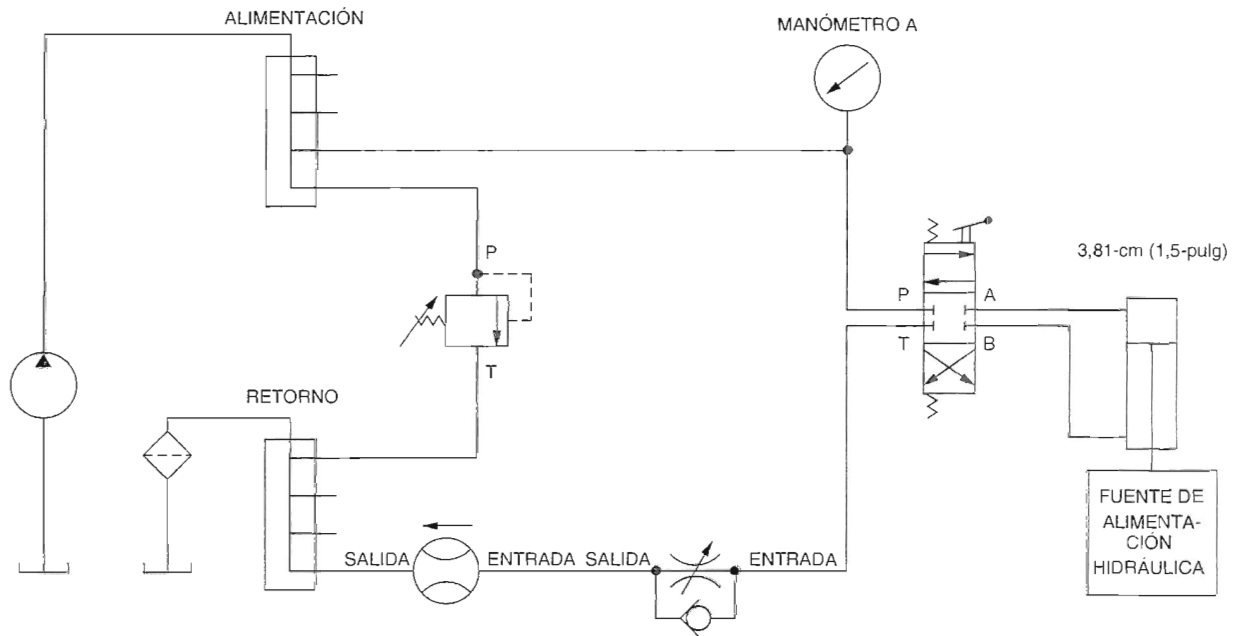 ALIMENTACIÓN
MANÓMETRO A
P
3,81-cm (1,5-pulg)
P A
T B
T
RETORNO
SALIDA ENTRADA SALIDA ENTRADA
FUENTE DE
ALIMENTA-
CIÓN
HIDRÁULICA